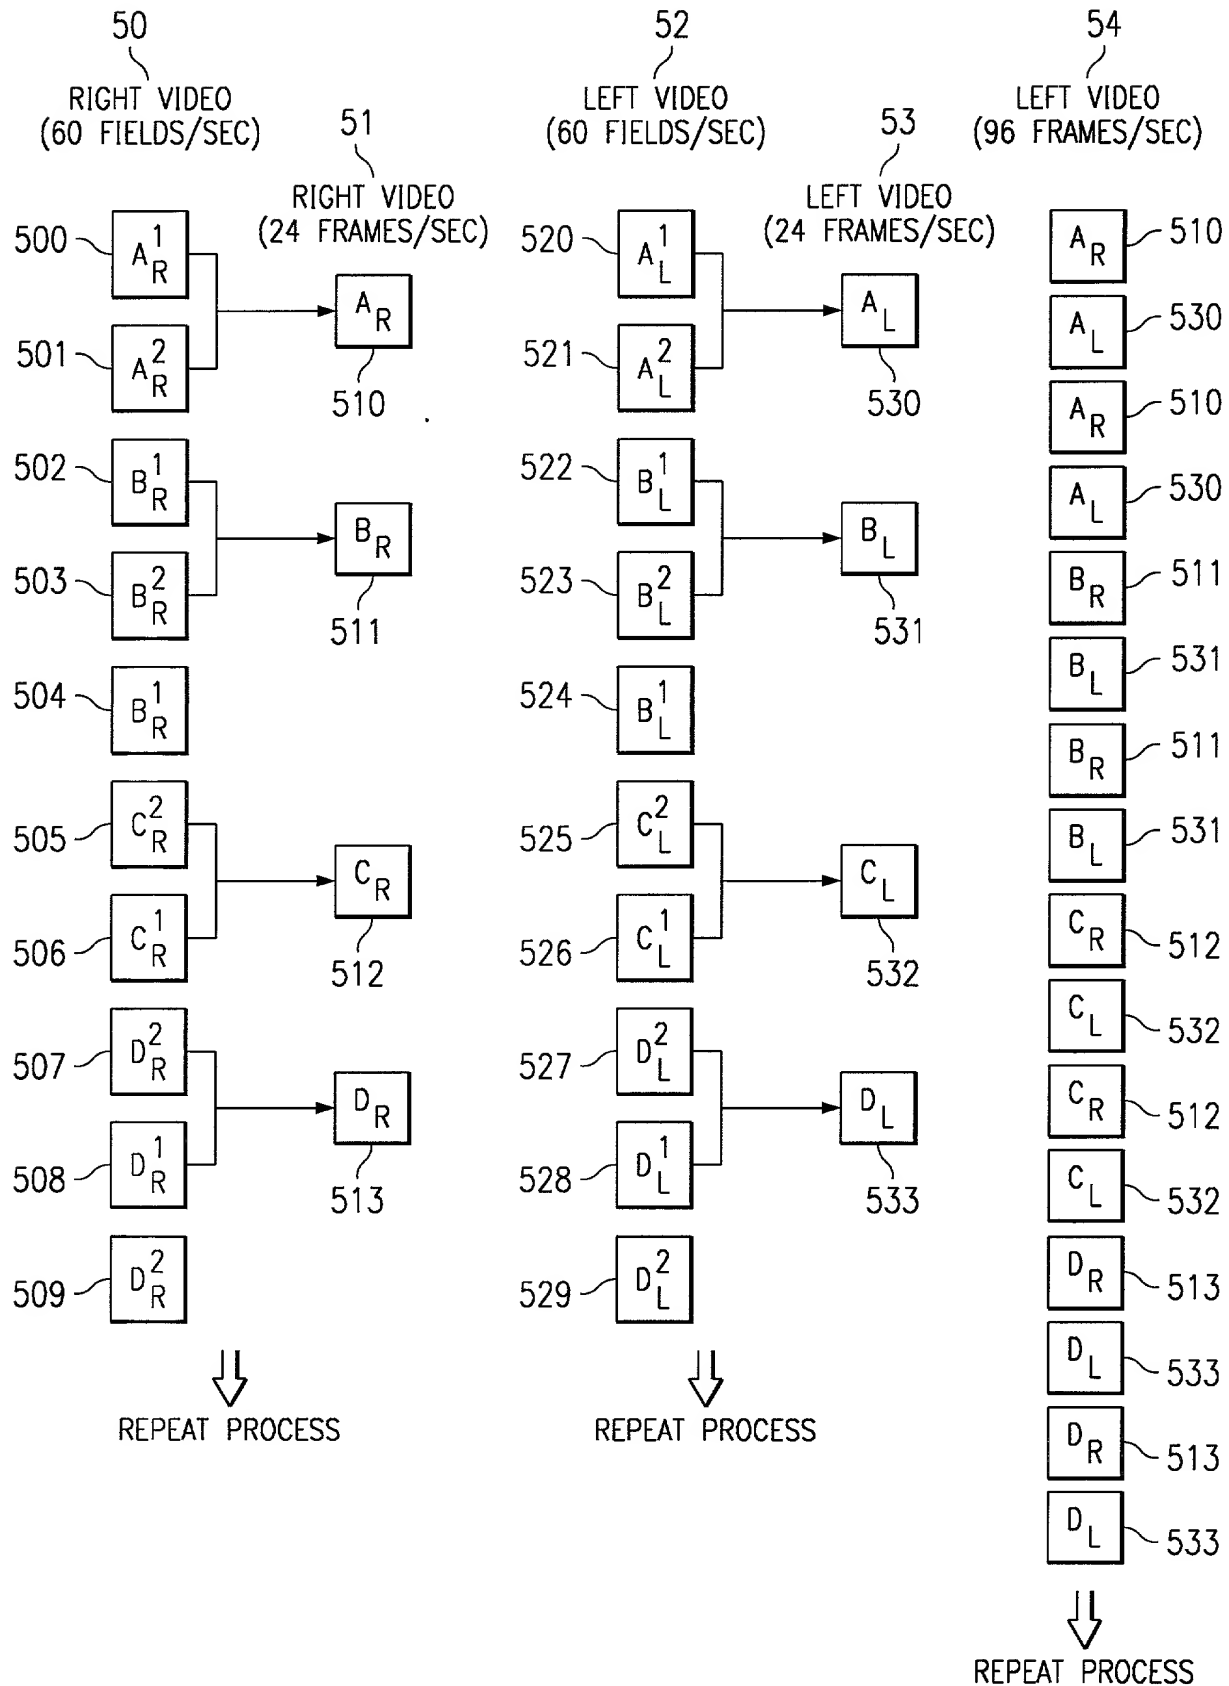 50
RIGHT VIDEO
(60 FIELDS/SEC)
51
RIGHT VIDEO
(24 FRAMES/SEC)
500
A¹R
501
A²R
AR
510
502
B¹R
503
B²R
BR
511
504
B¹R
505
C²R
506
C¹R
CR
512
507
D²R
508
D¹R
DR
513
509
D²R
REPEAT PROCESS
52
LEFT VIDEO
(60 FIELDS/SEC)
53
LEFT VIDEO
(24 FRAMES/SEC)
520
A¹L
521
A²L
AL
530
522
B¹L
523
B²L
BL
531
524
B¹L
525
C²L
526
C¹L
CL
532
527
D²L
528
D¹L
DL
533
529
D²L
REPEAT PROCESS
54
LEFT VIDEO
(96 FRAMES/SEC)
AR 510
AL 530
AR 510
AL 530
BR 511
BL 531
BR 511
BL 531
CR 512
CL 532
CR 512
CL 532
DR 513
DL 533
DR 513
DL 533
REPEAT PROCESS